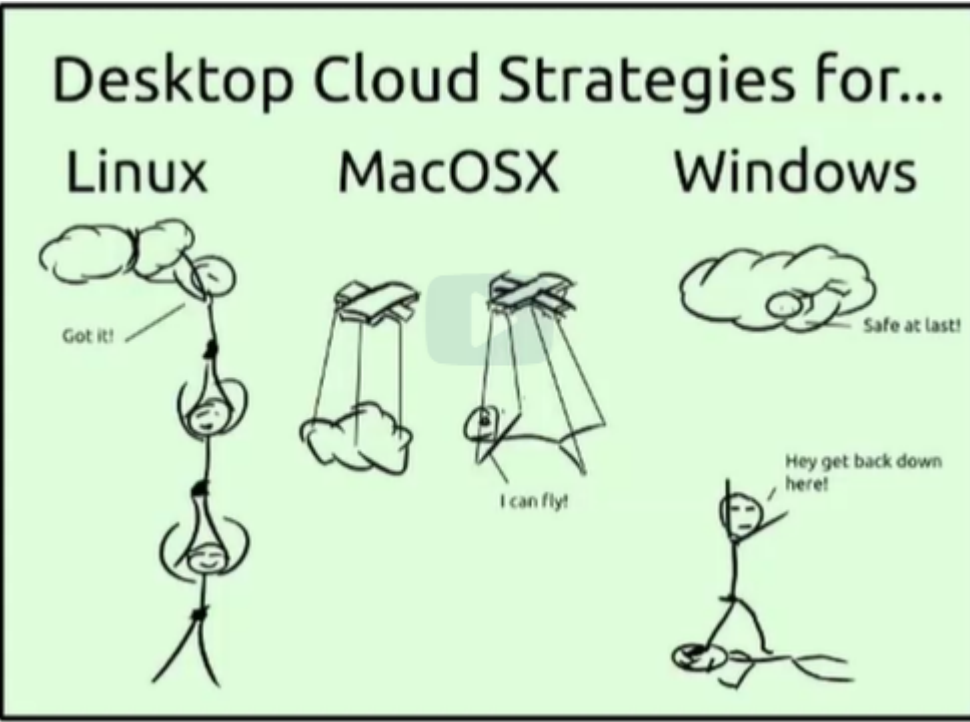 Desktop Cloud Strategies for...
Linux
MacOSX
Windows
Got it!
I can fly!
Safe at last!
Hey get back down
here!